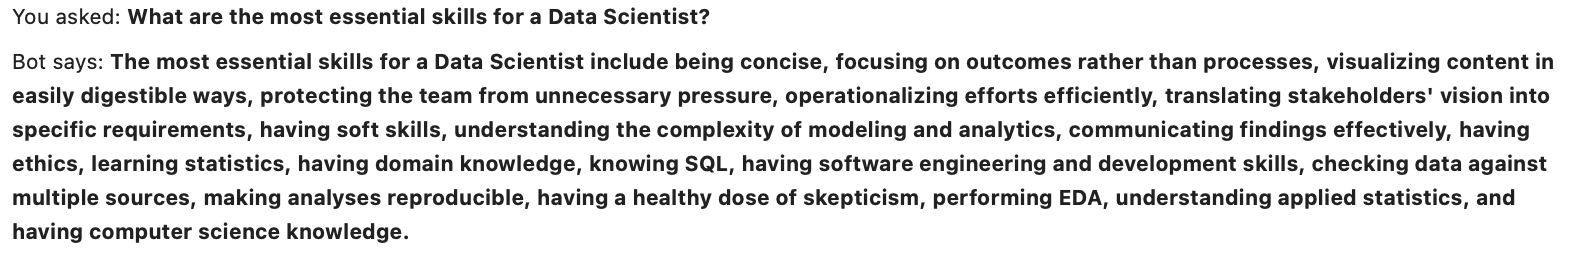 You asked: What are the most essential skills for a Data Scientist?
Bot says: The most essential skills for a Data Scientist include being concise, focusing on outcomes rather than processes, visualizing content in
easily digestible ways, protecting the team from unnecessary pressure, operationalizing efforts efficiently, translating stakeholders' vision into
specific requirements, having soft skills, understanding the complexity of modeling and analytics, communicating findings effectively, having
ethics, learning statistics, having domain knowledge, knowing SQL, having software engineering and development skills, checking data against
multiple sources, making analyses reproducible, having a healthy dose of skepticism, performing EDA, understanding applied statistics, and
having computer science knowledge.